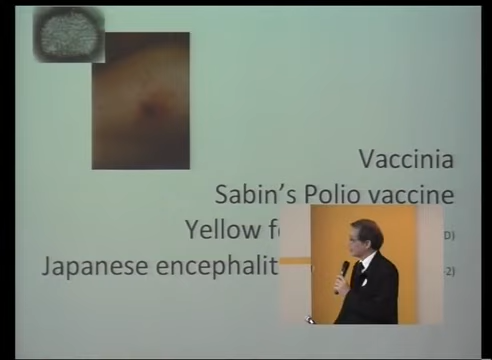 Vaccinia
Sabin's Polio vaccine
Yellow f
Japanese encephalit